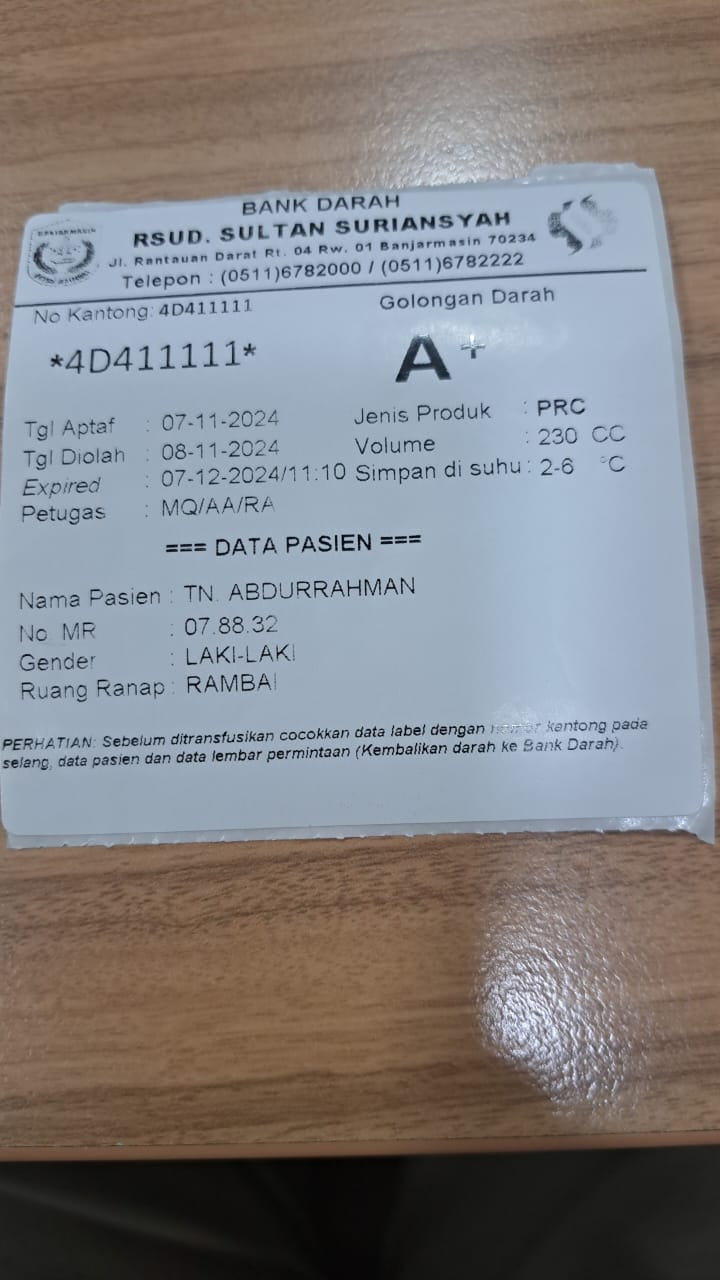 BANK DARAH
RSUD. SULTAN SURIANSYAH
Jl. Rantauan Darat Rt. 04 Rw. 01 Banjarmasin 70234
Telepon : (0511)6782000 / (0511)6782222
No Kantong: 4D411111
Golongan Darah
*4D411111*
A+
Tgl Aptaf : 07-11-2024
Jenis Produk : PRC
Tgl Diolah : 08-11-2024
Volume : 230 CC
Expired : 07-12-2024/11:10
Simpan di suhu : 2-6 °C
Petugas : MQ/AA/RA
=== DATA PASIEN ===
Nama Pasien : TN. ABDURRAHMAN
No MR : 07.88.32
Gender : LAKI-LAKI
Ruang Ranap : RAMBAI
PERHATIAN: Sebelum ditransfusikan cocokkan data label dengan nomor kantong pada
selang, data pasien dan data lembar permintaan (Kembalikan darah ke Bank Darah).